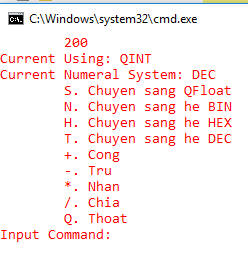 C:\Windows\system32\cmd.exe
200
Current Using: QINT
Current Numeral System: DEC
S. Chuyen sang QFloat
N. Chuyen sang he BIN
H. Chuyen sang he HEX
T. Chuyen sang he DEC
+. Cong
-. Tru
*. Nhan
/. Chia
Q. Thoat
Input Command: